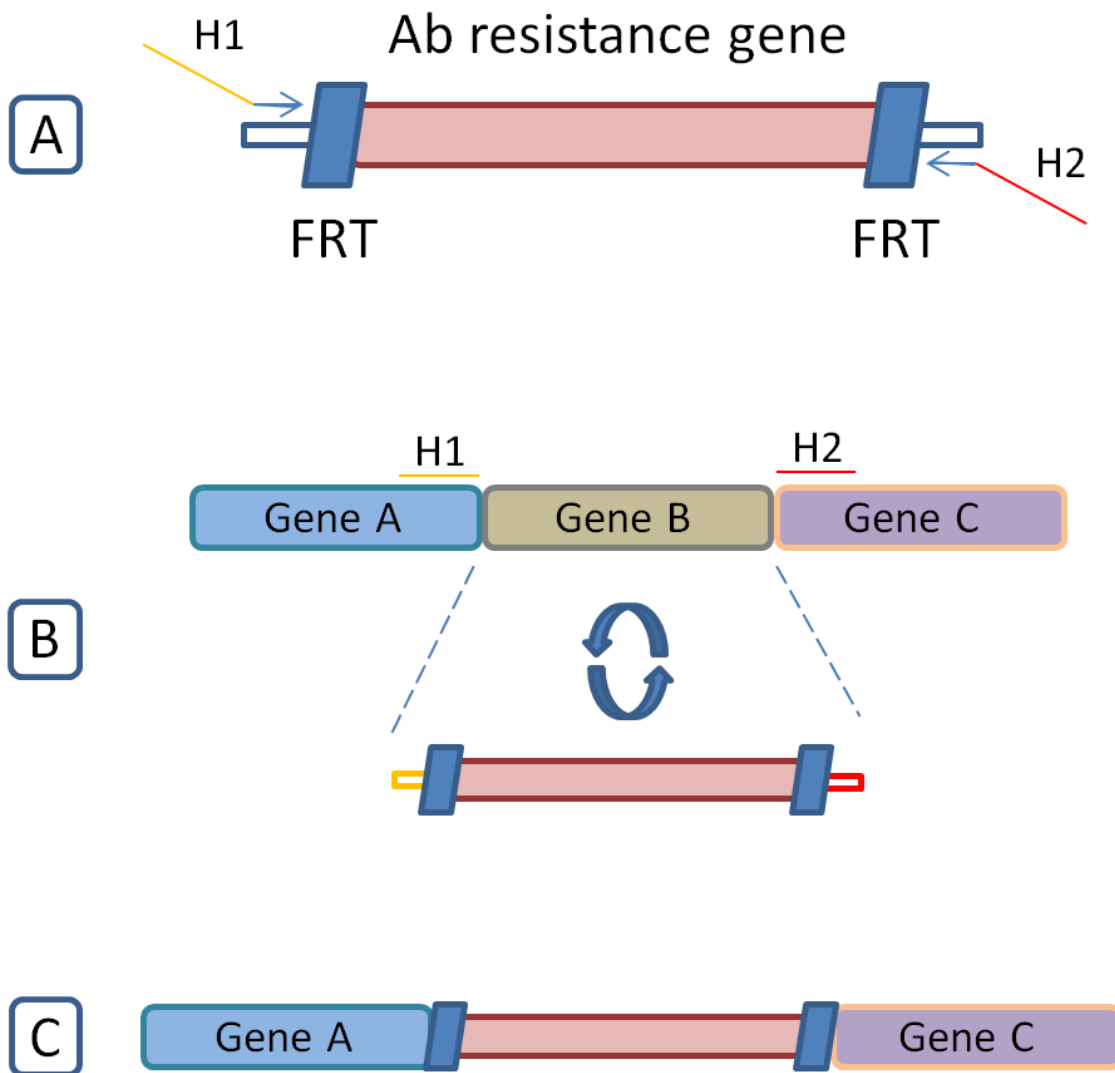 H1
Ab resistance gene
A
H2
FRT
FRT
H1
H2
Gene A
Gene B
Gene C
B
C
Gene A
Gene C